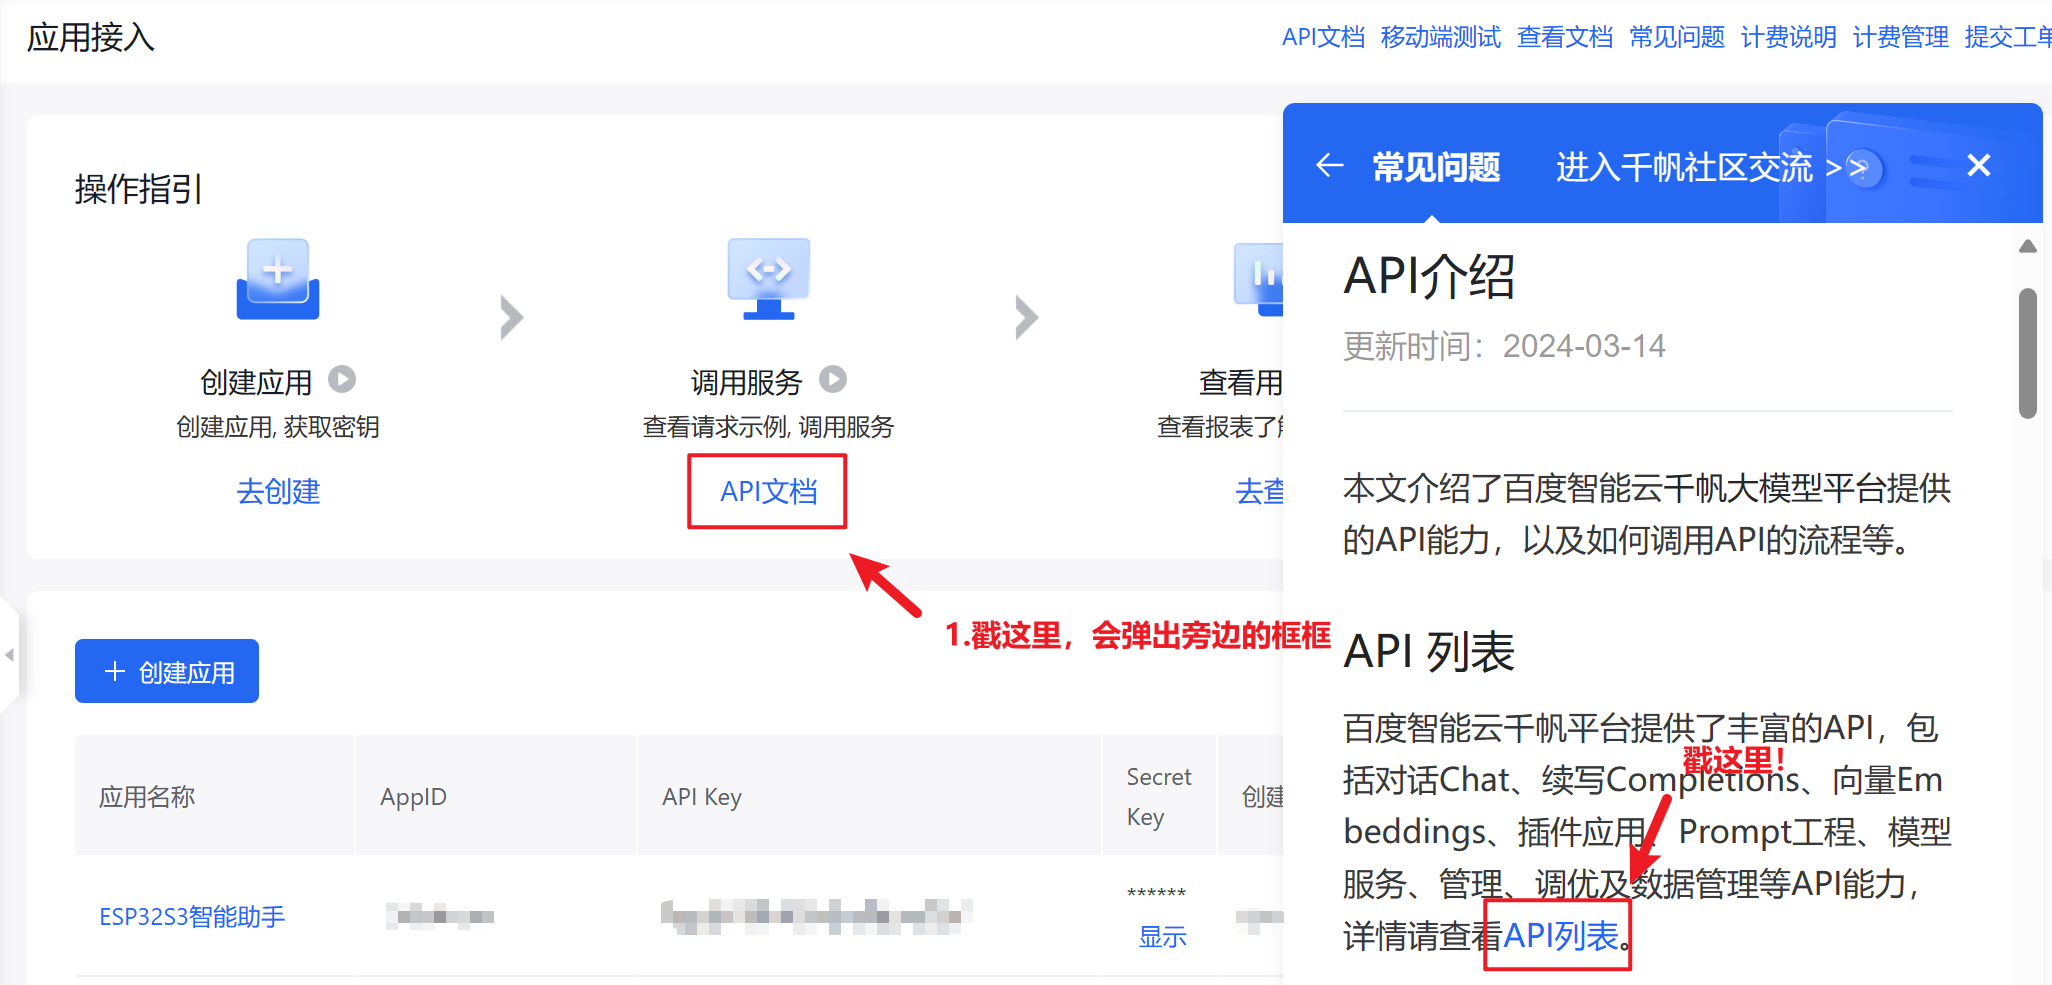 应用接入
API文档 移动端测试 查看文档 常见问题 计费说明 计费管理 提交工单
操作指引
创建应用
创建应用, 获取密钥
去创建
调用服务
查看请求示例, 调用服务
API文档
查看用
查看报表了解
去查
1.戳这里，会弹出旁边的框框
创建应用
应用名称
AppID
API Key
Secret
Key
创建
ESP32S3智能助手
******
显示
常见问题 进入千帆社区交流 >>
API介绍
更新时间：2024-03-14
本文介绍了百度智能云千帆大模型平台提供
的API能力，以及如何调用API的流程等。
API 列表
百度智能云千帆平台提供了丰富的API，包
戳这里！
括对话Chat、续写Completions、向量Em
beddings、插件应用、Prompt工程、模型
服务、管理、调优及数据管理等API能力，
详情请查看API列表。